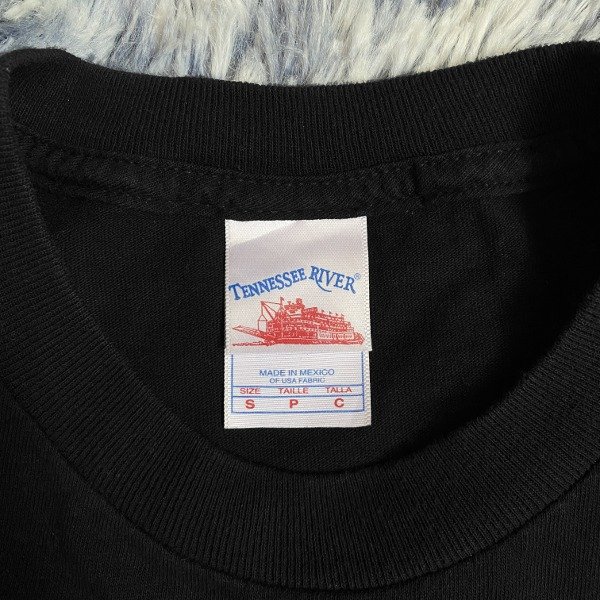 TENNESSEE RIVER®
MADE IN MEXICO
OF USA FABRIC
SIZE TAILLE TALLA
S P C